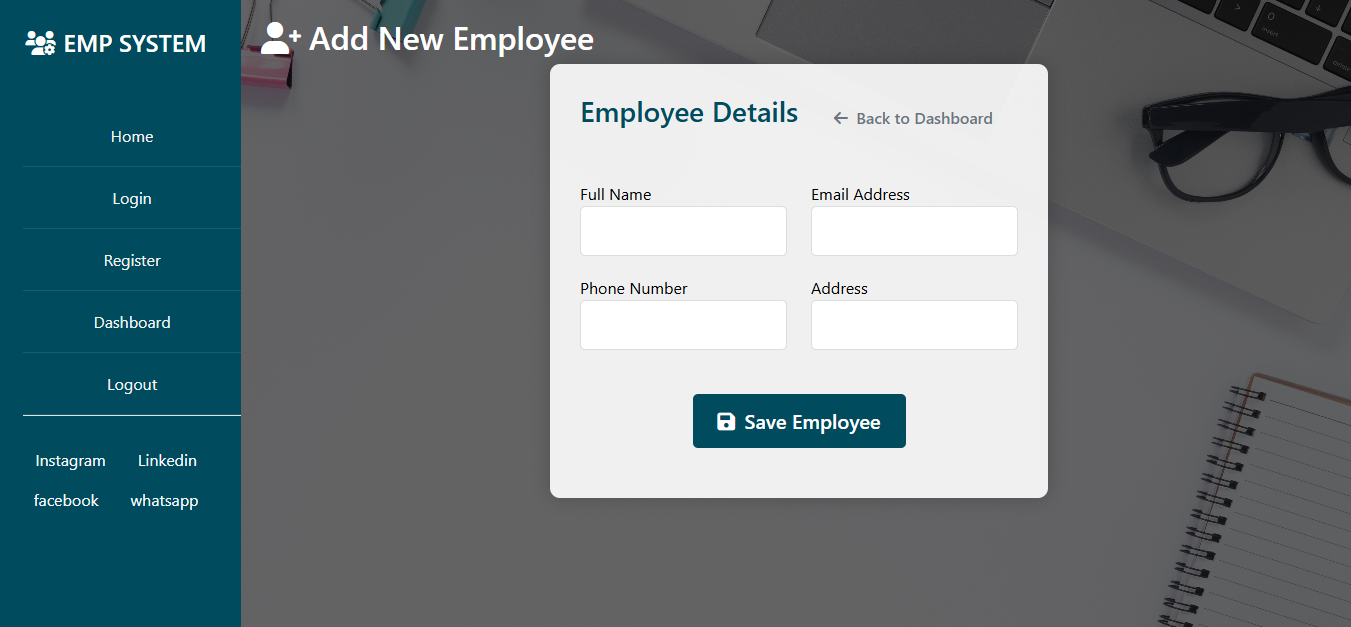 EMP SYSTEM
Home
Login
Register
Dashboard
Logout
Instagram Linkedin
facebook whatsapp
Add New Employee
Employee Details
Back to Dashboard
Full Name
Email Address
Phone Number
Address
Save Employee